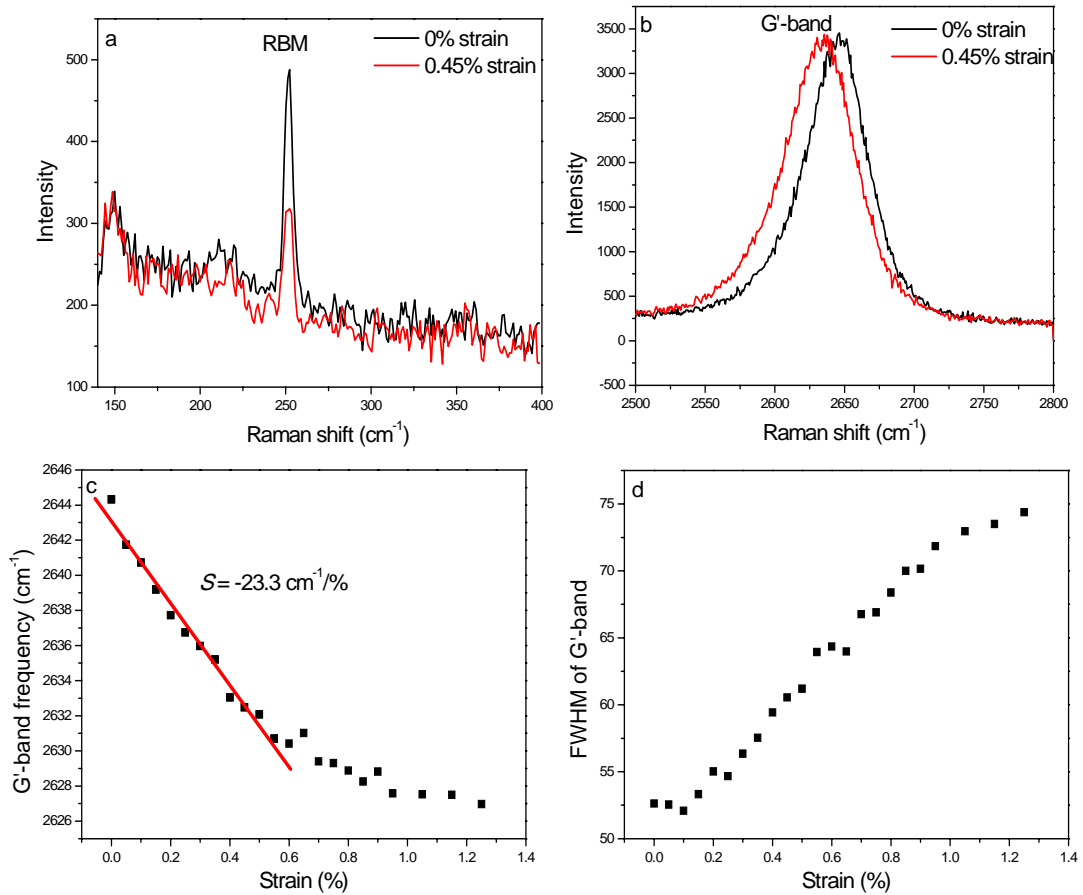 a
RBM
0% strain
0.45% strain
500
400
300
200
100
150 200 250 300 350 400
Intensity
Raman shift (cm⁻¹)
b
G'-band
0% strain
0.45% strain
3500
3000
2500
2000
1500
1000
500
0
-500
2500 2550 2600 2650 2700 2750 2800
Intensity
Raman shift (cm⁻¹)
c
S = -23.3 cm⁻¹/%
2646
2644
2642
2640
2638
2636
2634
2632
2630
2628
2626
0.0 0.2 0.4 0.6 0.8 1.0 1.2 1.4
G'-band frequency (cm⁻¹)
Strain (%)
d
75
70
65
60
55
50
0.0 0.2 0.4 0.6 0.8 1.0 1.2 1.4
FWHM of G'-band
Strain (%)